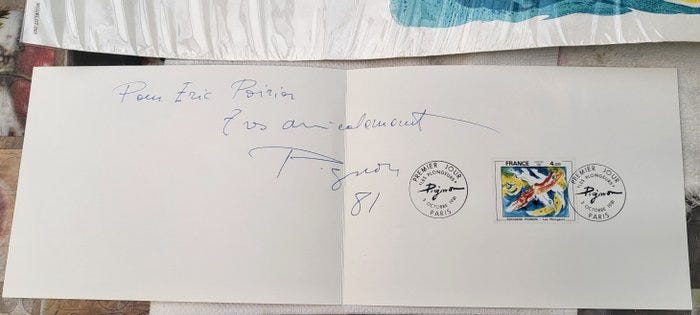 Pour Eric Poirier
Très amicalement
Pignon
81
PREMIER JOUR
"LES PLONGEURS"
Pignon
3 OCTOBRE 1981
PARIS
FRANCE
4,00
EDOUARD PIGNON - Les Plongeurs
PREMIER JOUR
"LES PLONGEURS"
Pignon
3 OCTOBRE 1981
PARIS